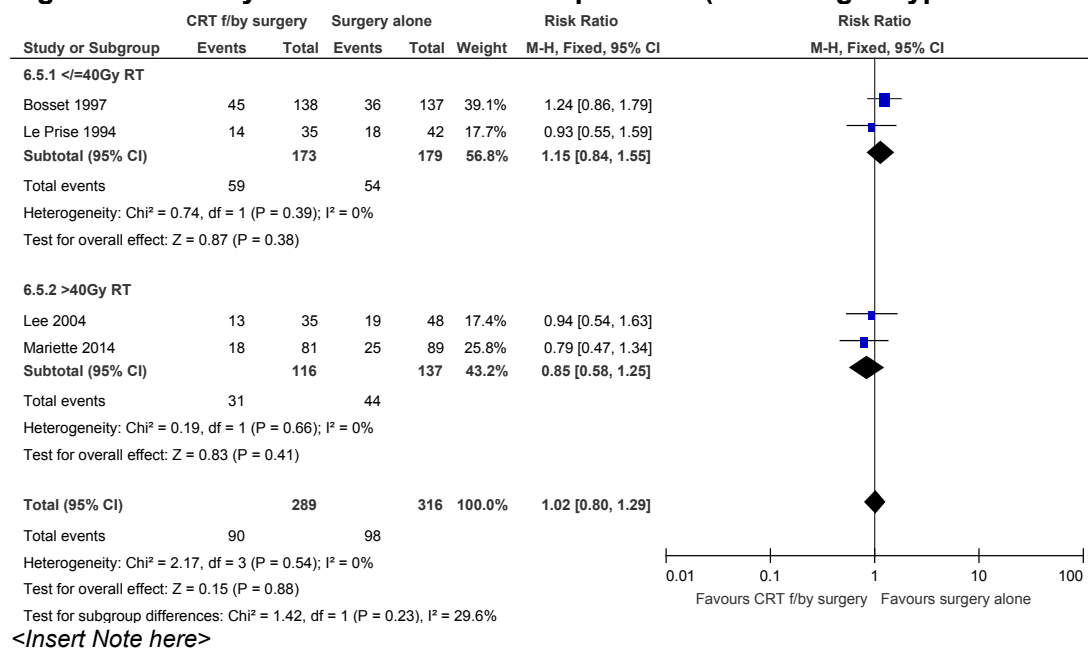 CRT f/by surgery Surgery alone Risk Ratio Risk Ratio
Study or Subgroup Events Total Events Total Weight M-H, Fixed, 95% CI M-H, Fixed, 95% CI
6.5.1 </=40Gy RT
Bosset 1997 45 138 36 137 39.1% 1.24 [0.86, 1.79]
Le Prise 1994 14 35 18 42 17.7% 0.93 [0.55, 1.59]
Subtotal (95% CI) 173 179 56.8% 1.15 [0.84, 1.55]
Total events 59 54
Heterogeneity: Chi² = 0.74, df = 1 (P = 0.39); I² = 0%
Test for overall effect: Z = 0.87 (P = 0.38)
6.5.2 >40Gy RT
Lee 2004 13 35 19 48 17.4% 0.94 [0.54, 1.63]
Mariette 2014 18 81 25 89 25.8% 0.79 [0.47, 1.34]
Subtotal (95% CI) 116 137 43.2% 0.85 [0.58, 1.25]
Total events 31 44
Heterogeneity: Chi² = 0.19, df = 1 (P = 0.66); I² = 0%
Test for overall effect: Z = 0.83 (P = 0.41)
Total (95% CI) 289 316 100.0% 1.02 [0.80, 1.29]
Total events 90 98
Heterogeneity: Chi² = 2.17, df = 3 (P = 0.54); I² = 0%
Test for overall effect: Z = 0.15 (P = 0.88)
Test for subgroup differences: Chi² = 1.42, df = 1 (P = 0.23), I² = 29.6%
0.01 0.1 1 10 100
Favours CRT f/by surgery Favours surgery alone
<Insert Note here>